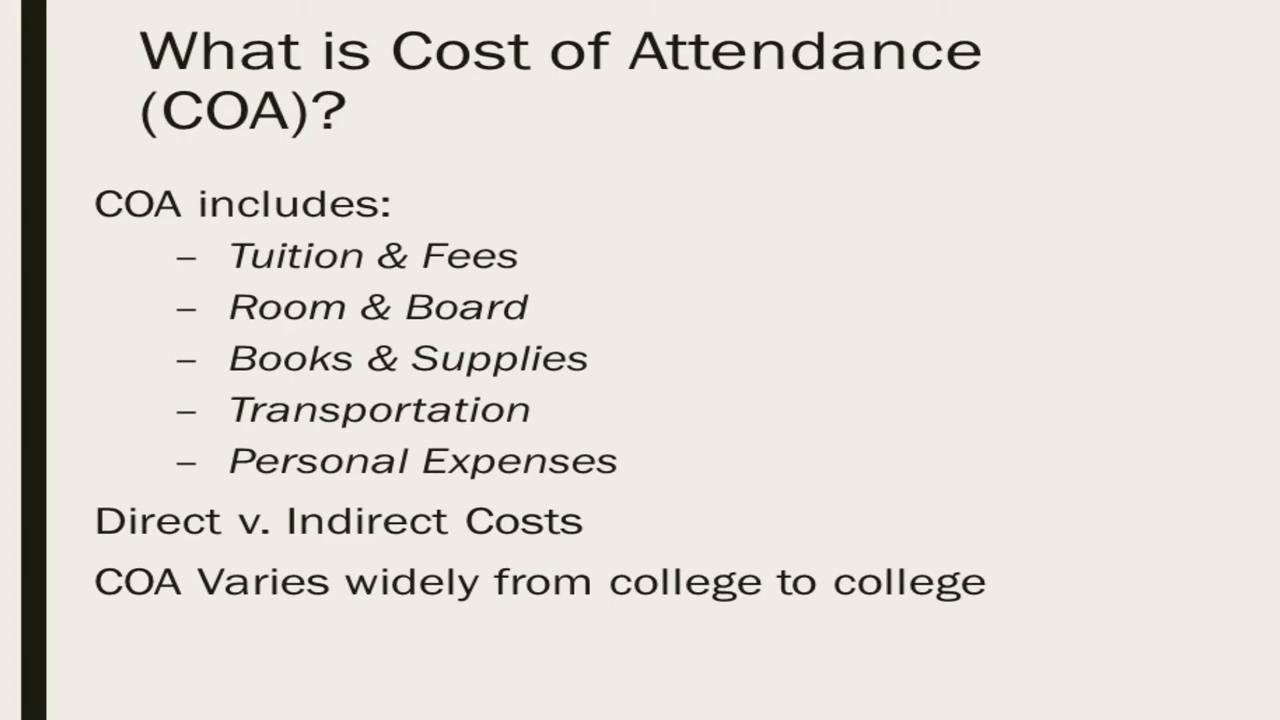 What is Cost of Attendance
(COA)?
COA includes:
– Tuition & Fees
– Room & Board
– Books & Supplies
– Transportation
– Personal Expenses
Direct v. Indirect Costs
COA Varies widely from college to college